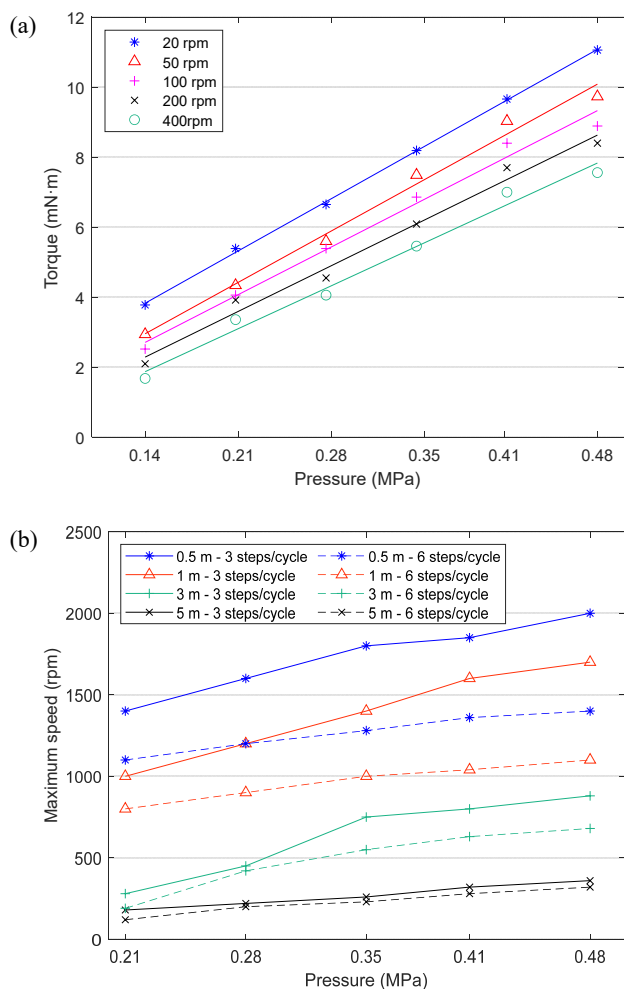 (a)
12
10
8
6
4
2
0
Torque (mN·m)
20 rpm
50 rpm
100 rpm
200 rpm
400rpm
0.14 0.21 0.28 0.35 0.41 0.48
Pressure (MPa)
(b)
2500
2000
1500
1000
500
0
Maximum speed (rpm)
0.5 m - 3 steps/cycle 0.5 m - 6 steps/cycle
1 m - 3 steps/cycle 1 m - 6 steps/cycle
3 m - 3 steps/cycle 3 m - 6 steps/cycle
5 m - 3 steps/cycle 5 m - 6 steps/cycle
0.21 0.28 0.35 0.41 0.48
Pressure (MPa)